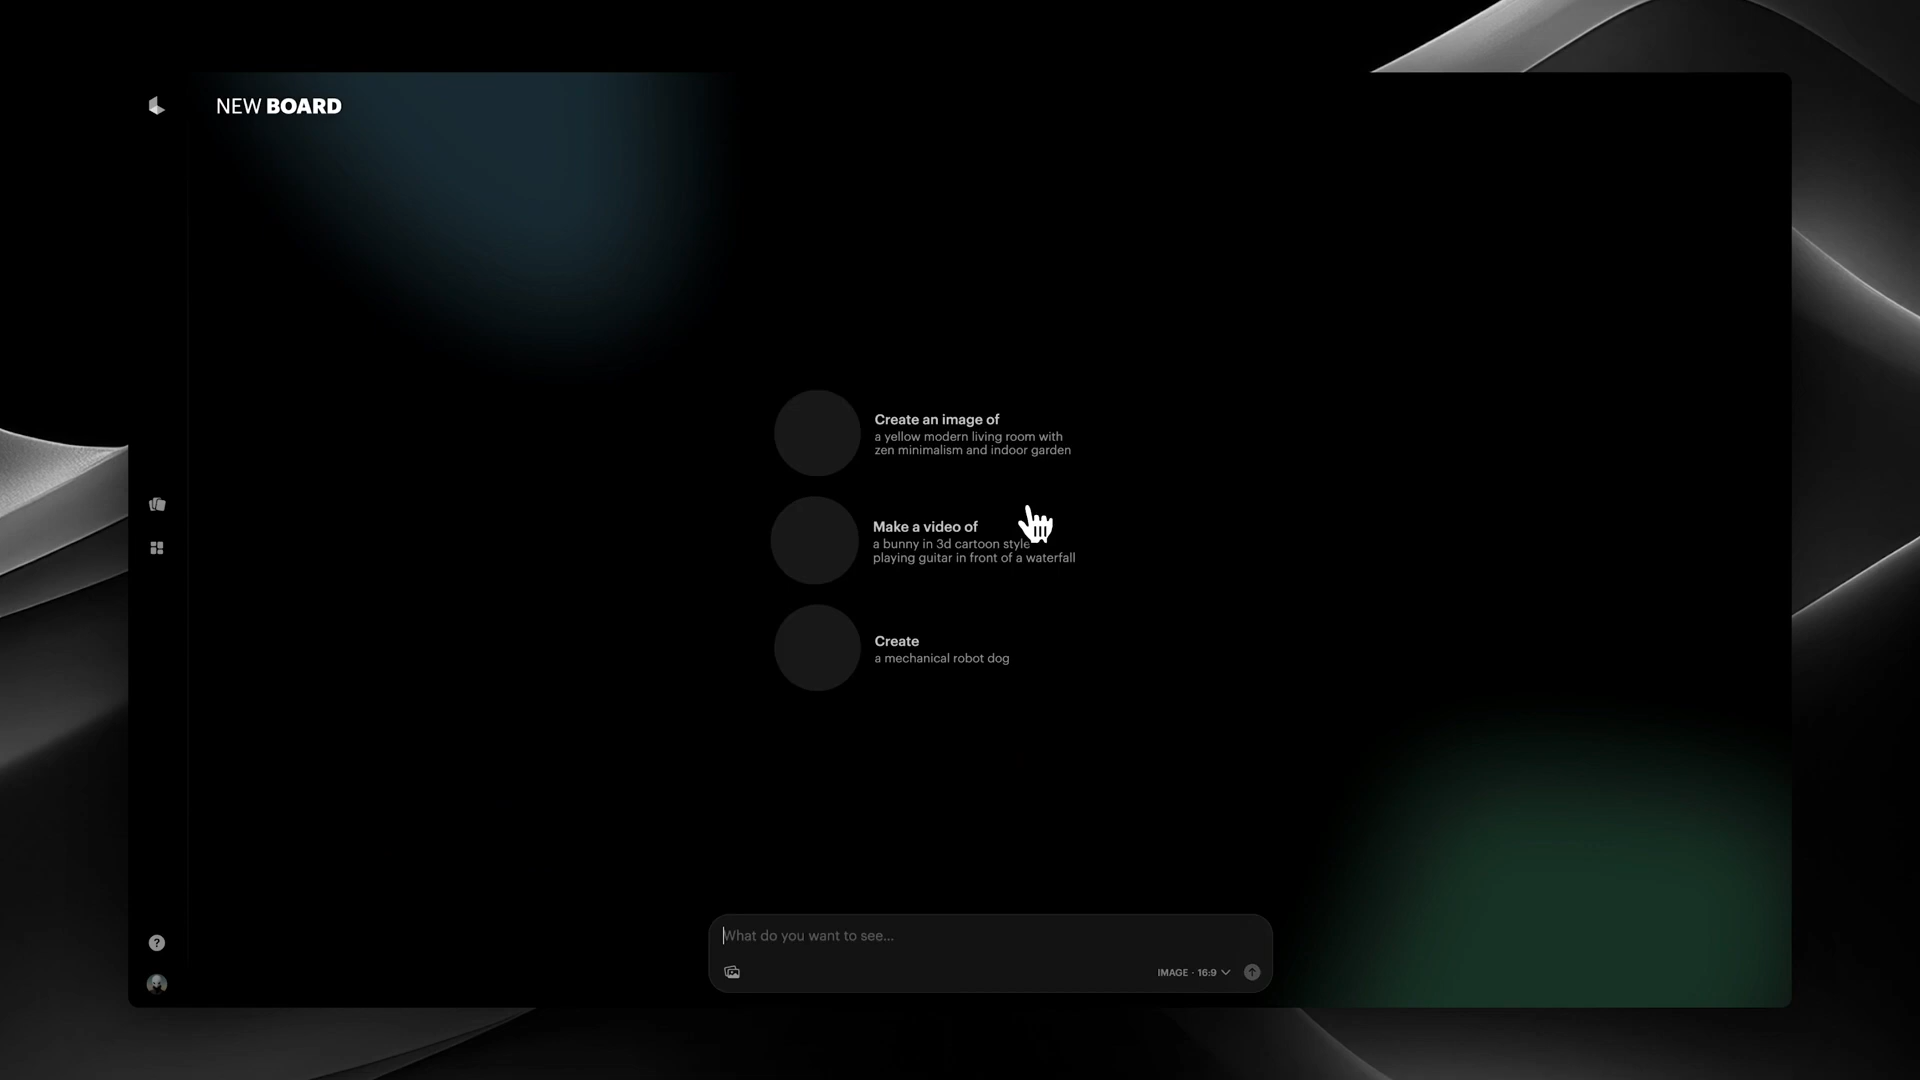 NEW BOARD
Create an image of
a yellow modern living room with
zen minimalism and indoor garden
Make a video of
a bunny in 3d cartoon style
playing guitar in front of a waterfall
Create
a mechanical robot dog
?
What do you want to see...
IMAGE · 16:9